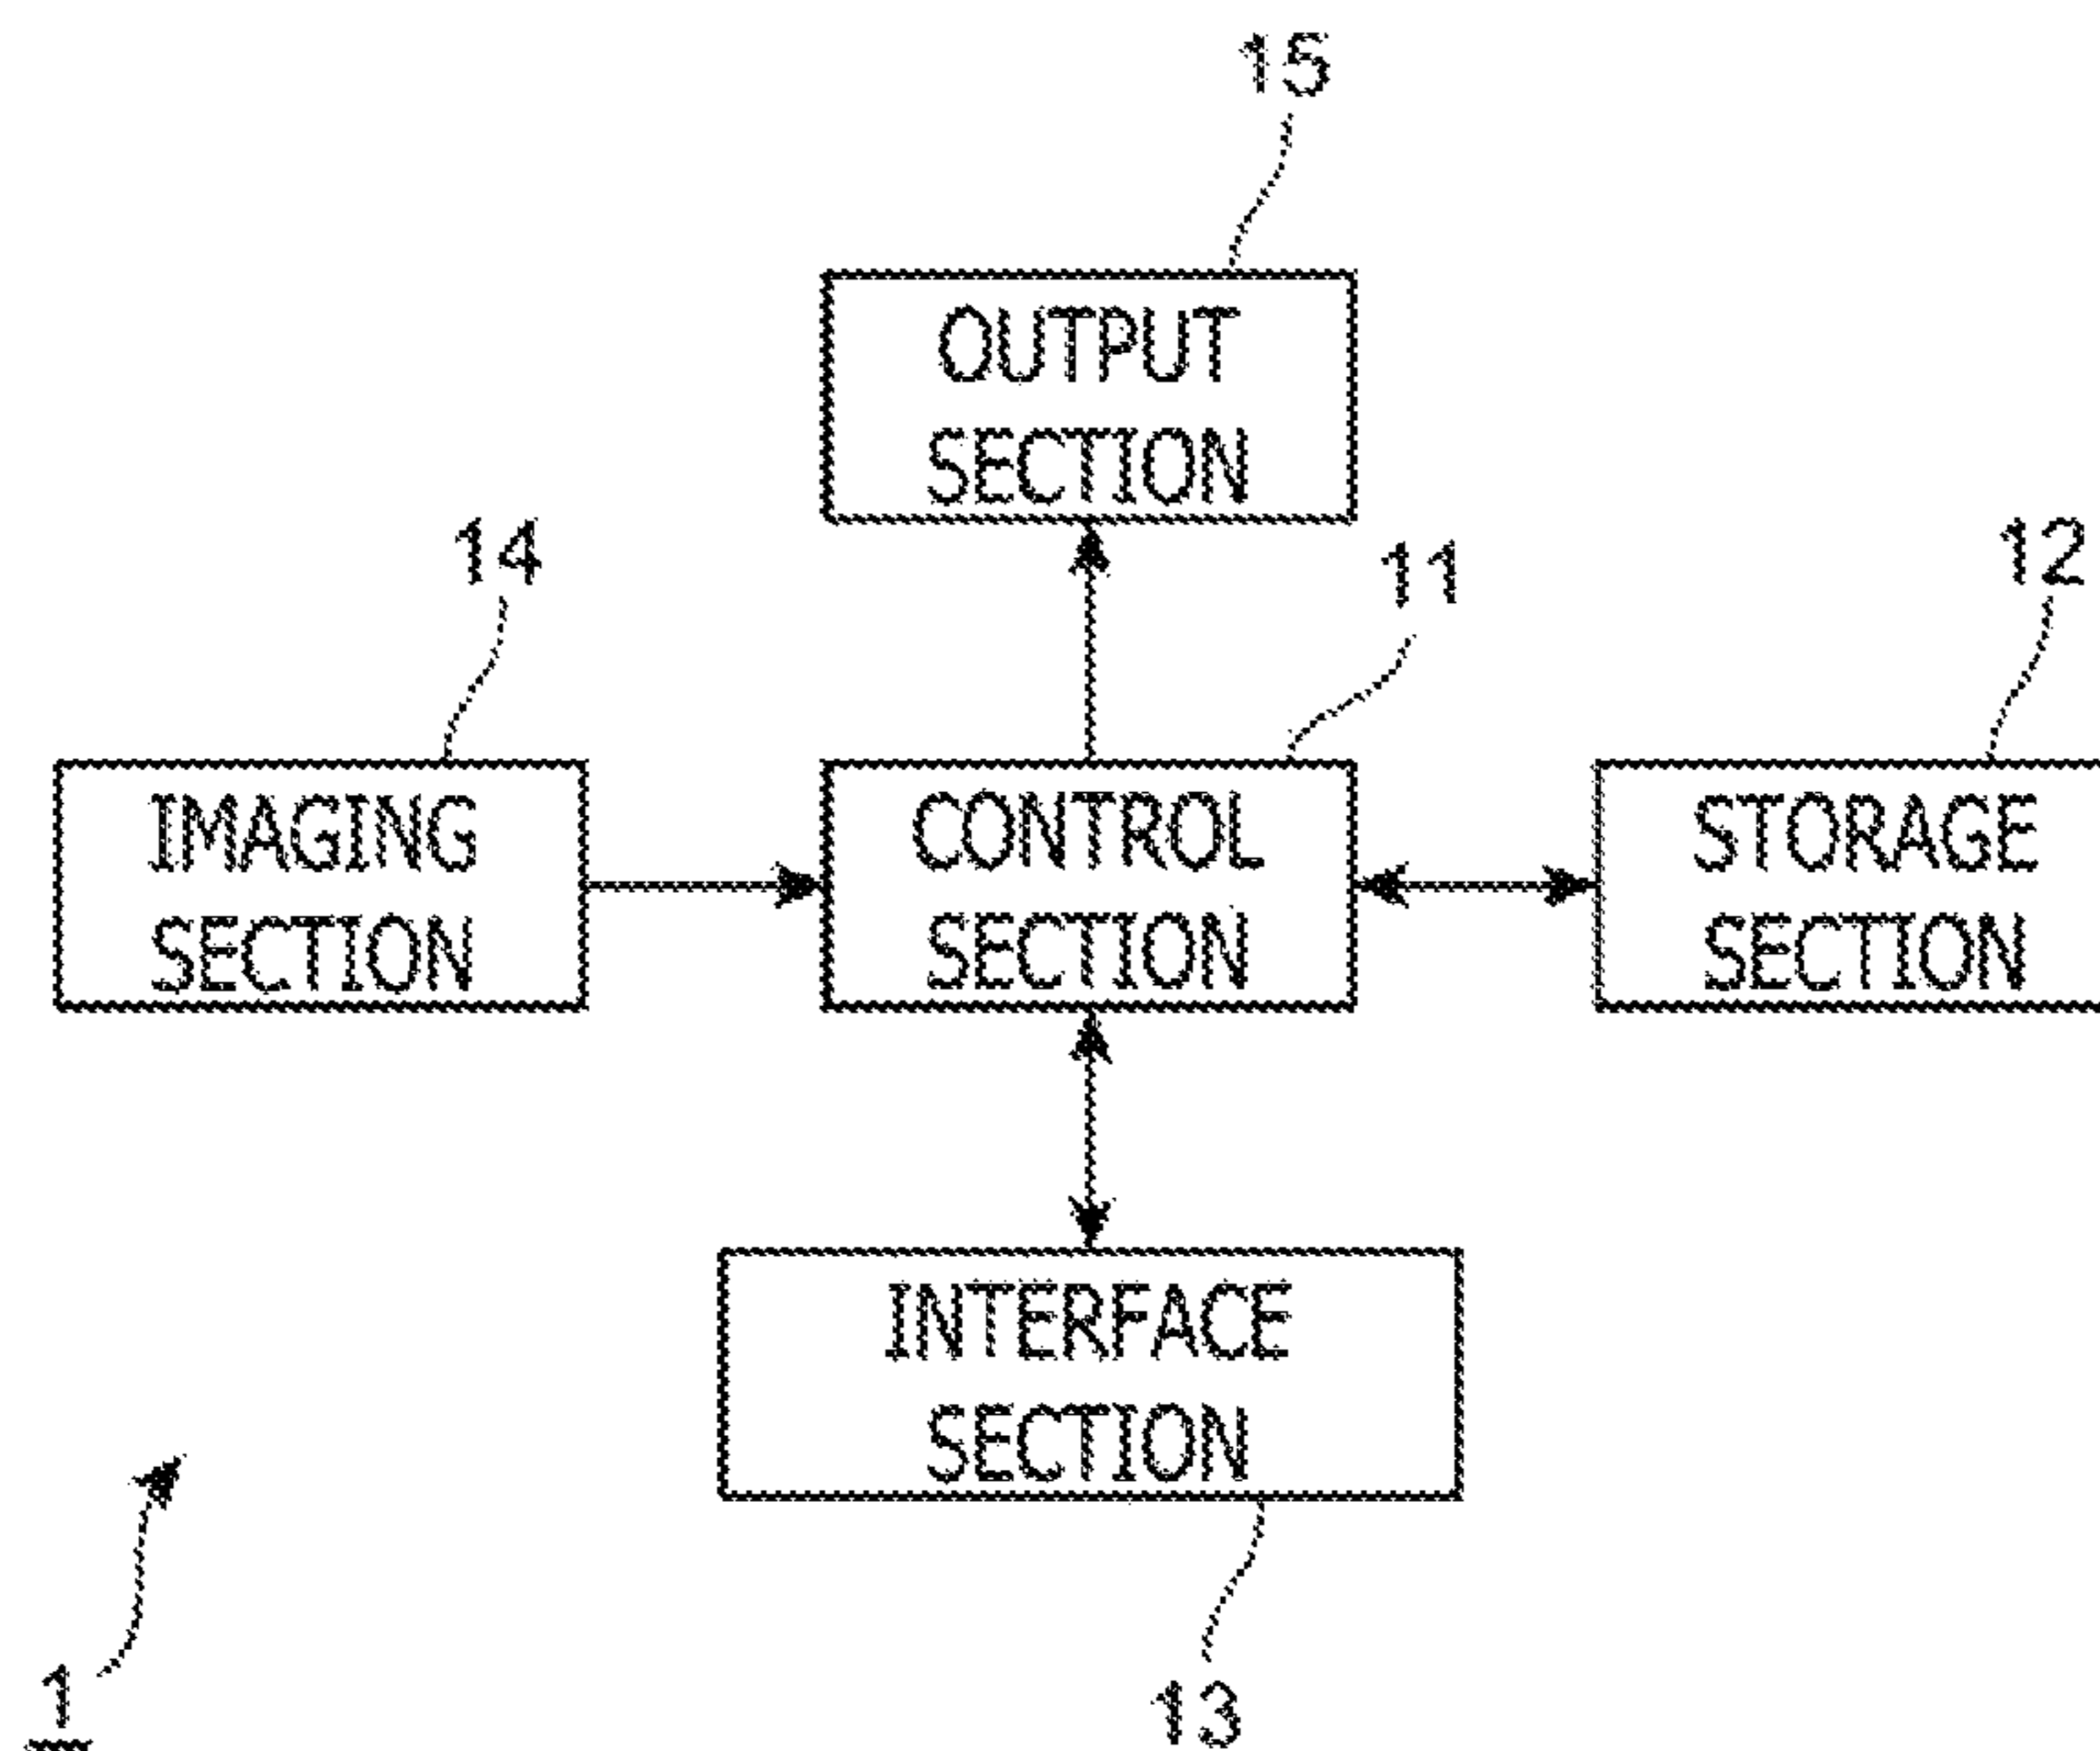 15
OUTPUT
SECTION
14
11
12
IMAGING
SECTION
CONTROL
SECTION
STORAGE
SECTION
INTERFACE
SECTION
1
13